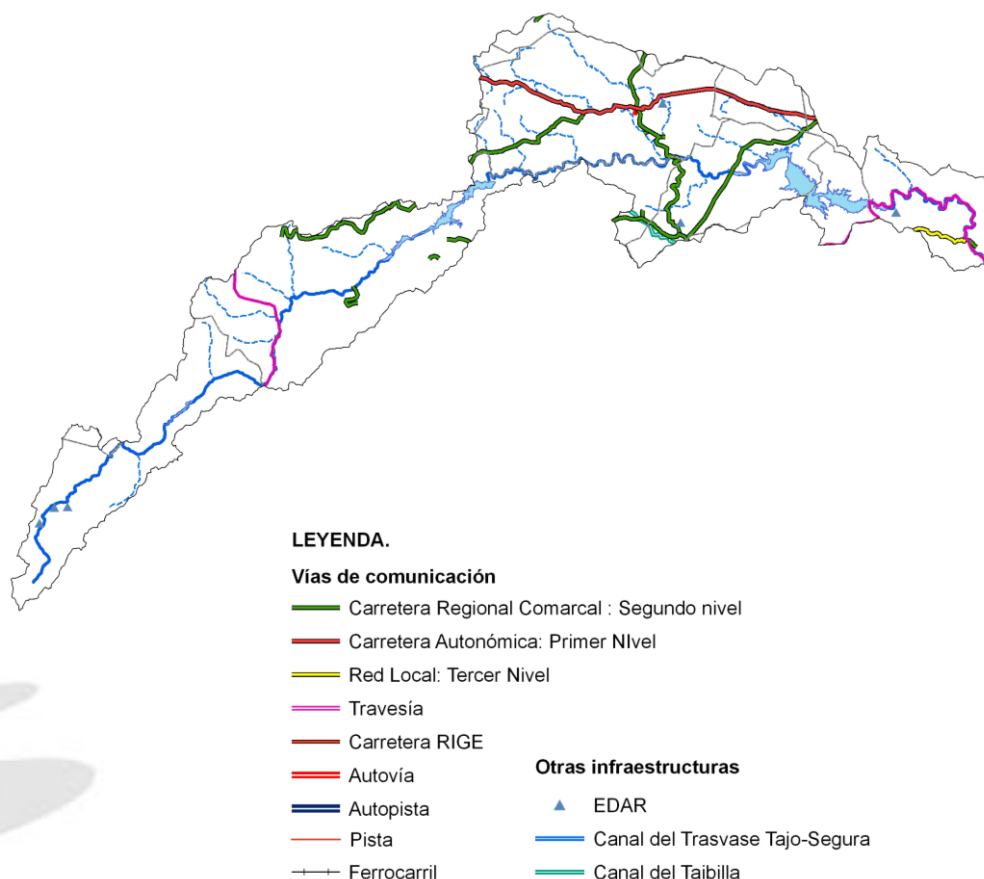 LEYENDA.
Vías de comunicación
Carretera Regional Comarcal : Segundo nivel
Carretera Autonómica: Primer NIvel
Red Local: Tercer Nivel
Travesía
Carretera RIGE
Autovía
Autopista
Pista
Ferrocarril
Otras infraestructuras
EDAR
Canal del Trasvase Tajo-Segura
Canal del Taibilla